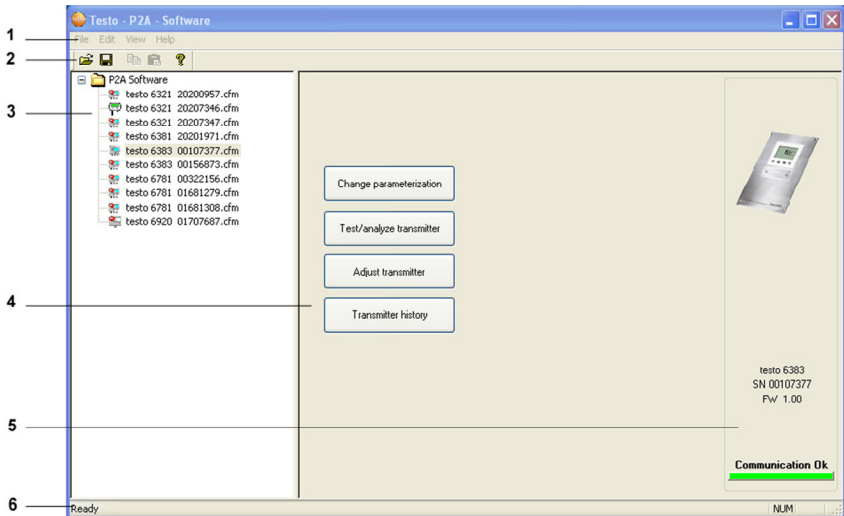 Testo - P2A - Software
1
File Edit View Help
2
3
P2A Software
testo 6321 20200957.cfm
testo 6321 20207346.cfm
testo 6321 20207347.cfm
testo 6381 20201971.cfm
testo 6383 00107377.cfm
testo 6383 00156873.cfm
testo 6781 00322156.cfm
testo 6781 01681279.cfm
testo 6781 01681308.cfm
testo 6920 01707687.cfm
Change parameterization
Test/analyze transmitter
Adjust transmitter
4
Transmitter history
testo 6383
SN 00107377
FW 1.00
5
Communication Ok
6
Ready
NUM